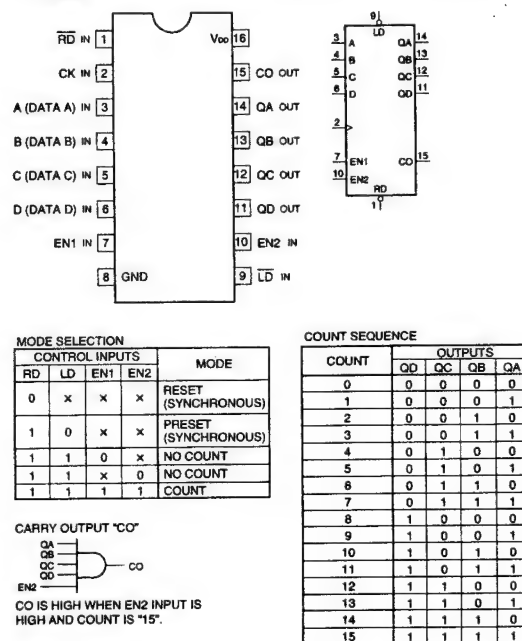 RD IN 1
CK IN 2
A (DATA A) IN 3
B (DATA B) IN 4
C (DATA C) IN 5
D (DATA D) IN 6
EN1 IN 7
8 GND
VDD 16
15 CO OUT
14 QA OUT
13 QB OUT
12 QC OUT
11 QD OUT
10 EN2 IN
9 LD IN
9
LD
3 A QA 14
4 B QB 13
5 C QC 12
6 D QD 11
2
7 EN1 CO 15
10 EN2
RD
1
MODE SELECTION
CONTROL INPUTS MODE
RD LD EN1 EN2
0 × × × RESET
(SYNCHRONOUS)
1 0 × × PRESET
(SYNCHRONOUS)
1 1 0 × NO COUNT
1 1 × 0 NO COUNT
1 1 1 1 COUNT
CARRY OUTPUT "CO"
QA
QB
QC
QD
EN2
CO
CO IS HIGH WHEN EN2 INPUT IS
HIGH AND COUNT IS "15".
COUNT SEQUENCE
COUNT OUTPUTS
QD QC QB QA
0 0 0 0 0
1 0 0 0 1
2 0 0 1 0
3 0 0 1 1
4 0 1 0 0
5 0 1 0 1
6 0 1 1 0
7 0 1 1 1
8 1 0 0 0
9 1 0 0 1
10 1 0 1 0
11 1 0 1 1
12 1 1 0 0
13 1 1 0 1
14 1 1 1 0
15 1 1 1 1